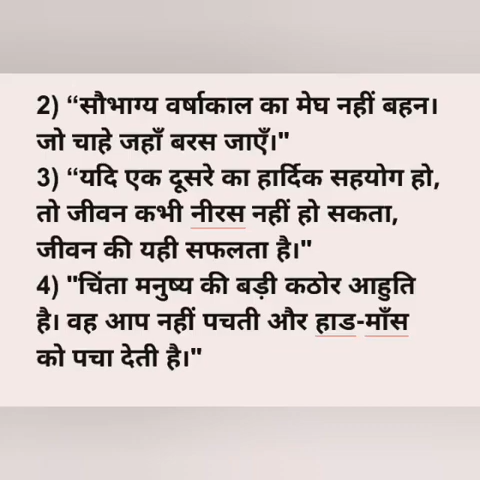 2) “सौभाग्य वर्षाकाल का मेघ नहीं बहन।
जो चाहे जहाँ बरस जाएँ।"
3) “यदि एक दूसरे का हार्दिक सहयोग हो,
तो जीवन कभी नीरस नहीं हो सकता,
जीवन की यही सफलता है।"
4) "चिंता मनुष्य की बड़ी कठोर आहुति
है। वह आप नहीं पचती और हाड-माँस
को पचा देती है।"